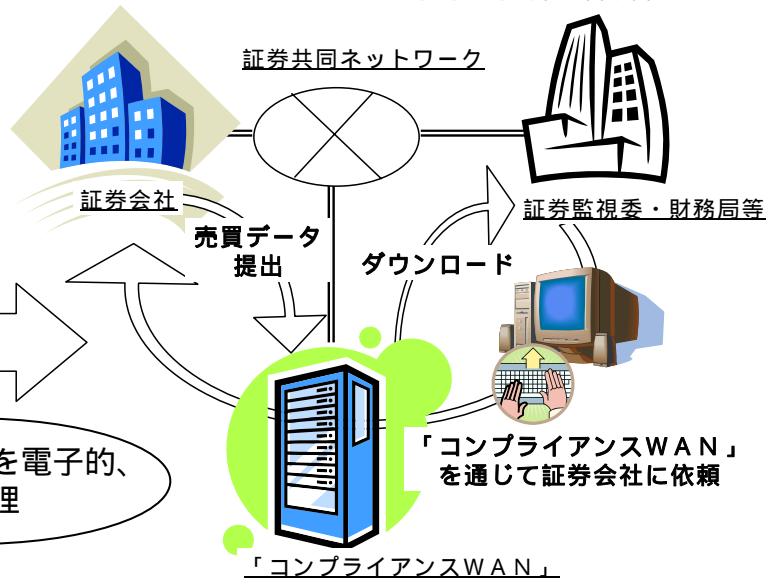 証券共同ネットワーク
証券会社
証券監視委・財務局等
売買データ
提出
ダウンロード
「コンプライアンスＷＡＮ」
を通じて証券会社に依頼
を電子的、
理
「コンプライアンスＷＡＮ」